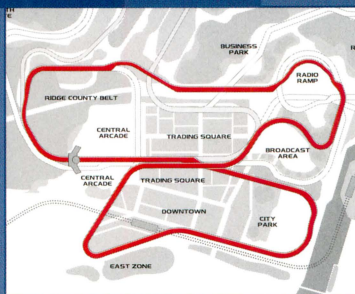 BUSINESS
PARK
RADIO
RAMP
RIDGE COUNTY BELT
CENTRAL
ARCADE
TRADING SQUARE
BROADCAST
AREA
CENTRAL
ARCADE
TRADING SQUARE
DOWNTOWN
CITY
PARK
EAST ZONE